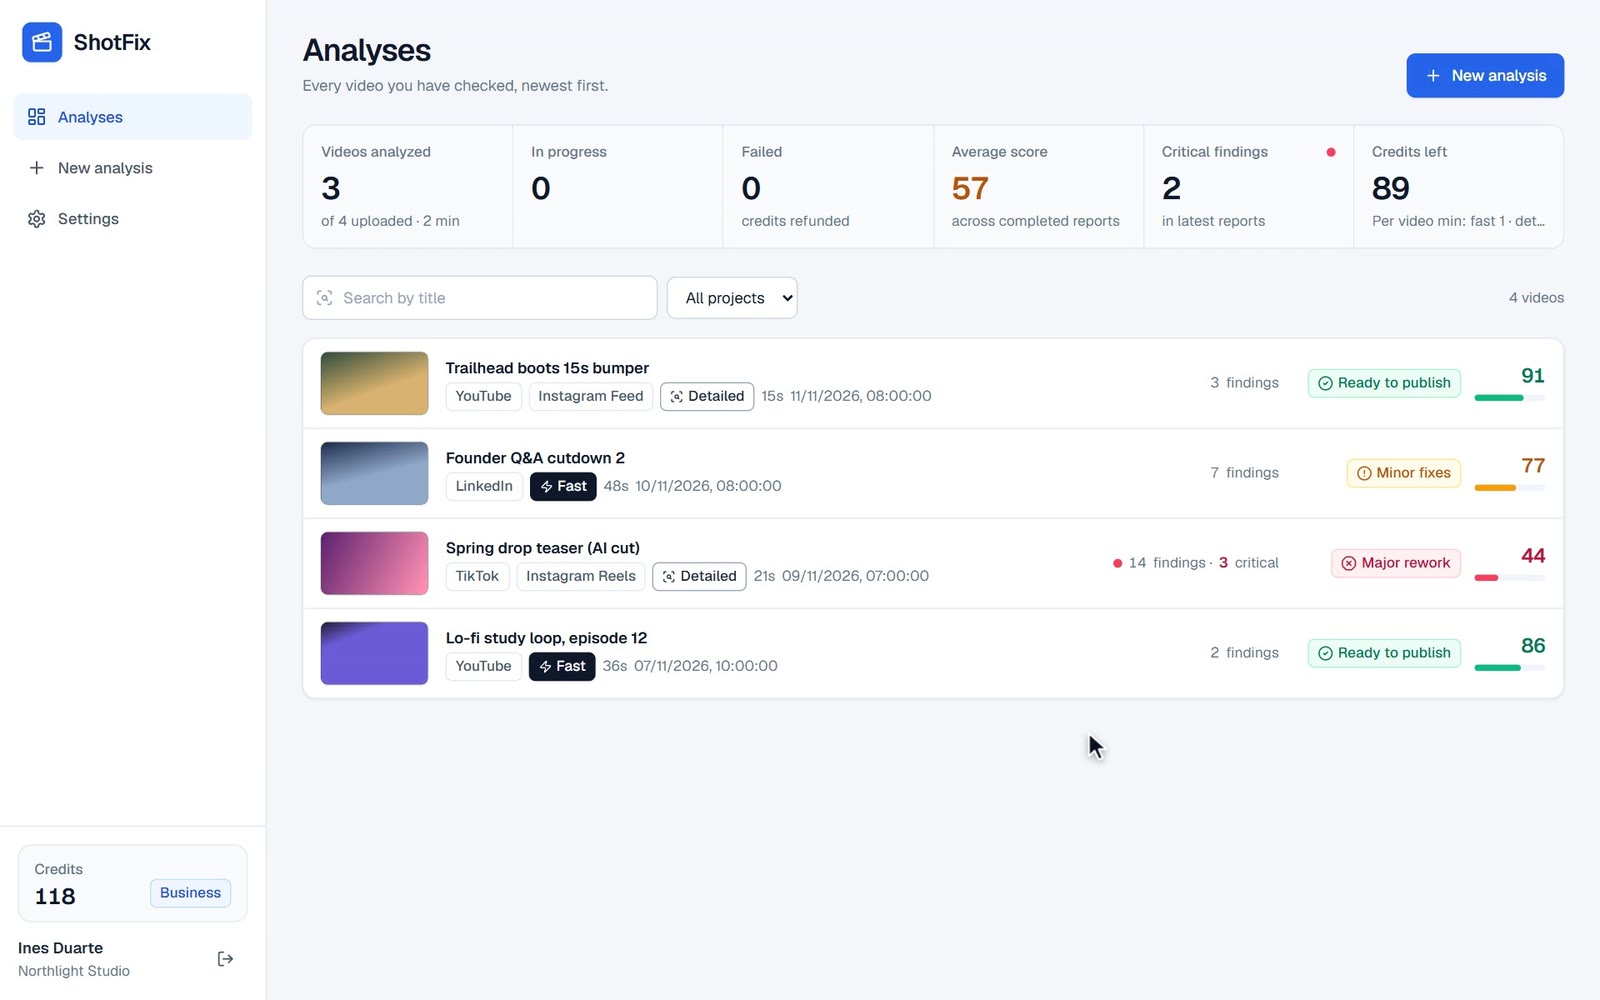 ShotFix
Analyses
New analysis
Settings
Credits
118
Business
Ines Duarte
Northlight Studio
Analyses
Every video you have checked, newest first.
New analysis
Videos analyzed
3
of 4 uploaded · 2 min
In progress
0
Failed
0
credits refunded
Average score
57
across completed reports
Critical findings
2
in latest reports
Credits left
89
Per video min: fast 1 · det…
Search by title
All projects
4 videos
Trailhead boots 15s bumper
YouTube Instagram Feed Detailed 15s 11/11/2026, 08:00:00
3 findings
Ready to publish
91
Founder Q&A cutdown 2
LinkedIn Fast 48s 10/11/2026, 08:00:00
7 findings
Minor fixes
77
Spring drop teaser (AI cut)
TikTok Instagram Reels Detailed 21s 09/11/2026, 07:00:00
14 findings · 3 critical
Major rework
44
Lo-fi study loop, episode 12
YouTube Fast 36s 07/11/2026, 10:00:00
2 findings
Ready to publish
86